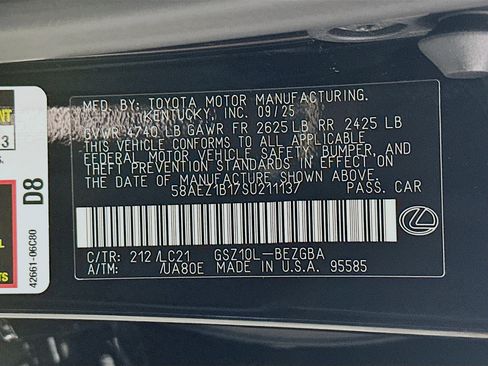 MFD. BY: TOYOTA MOTOR MANUFACTURING,
KENTUCKY, INC. 09/25
GVWR 4740 LB GAWR FR 2625 LB RR 2425 LB
THIS VEHICLE CONFORMS TO ALL APPLICABLE
FEDERAL MOTOR VEHICLE SAFETY, BUMPER, AND
THEFT PREVENTION STANDARDS IN EFFECT ON
THE DATE OF MANUFACTURE SHOWN ABOVE.
58AEZ1B17SU211137 PASS. CAR
C/TR: 212 /LC21 GSZ10L-BEZGBA
A/TM: /UA80E MADE IN U.S.A. 95585
D8
42661-06C80
3
S.